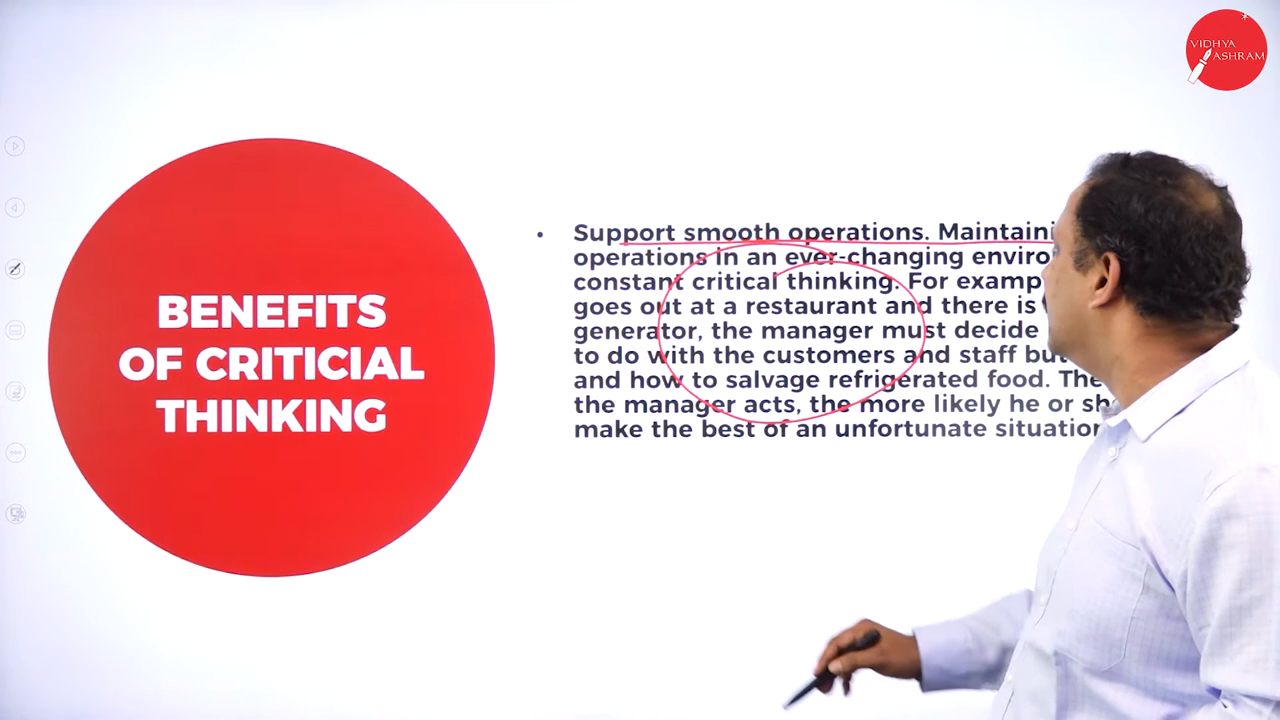 VIDHYA
ASHRAM
BENEFITS
OF CRITICIAL
THINKING
• Support smooth operations. Maintaini
operations in an ever-changing enviro
constant critical thinking. For examp
goes out at a restaurant and there is
generator, the manager must decide
to do with the customers and staff but
and how to salvage refrigerated food. The
the manager acts, the more likely he or sh
make the best of an unfortunate situation